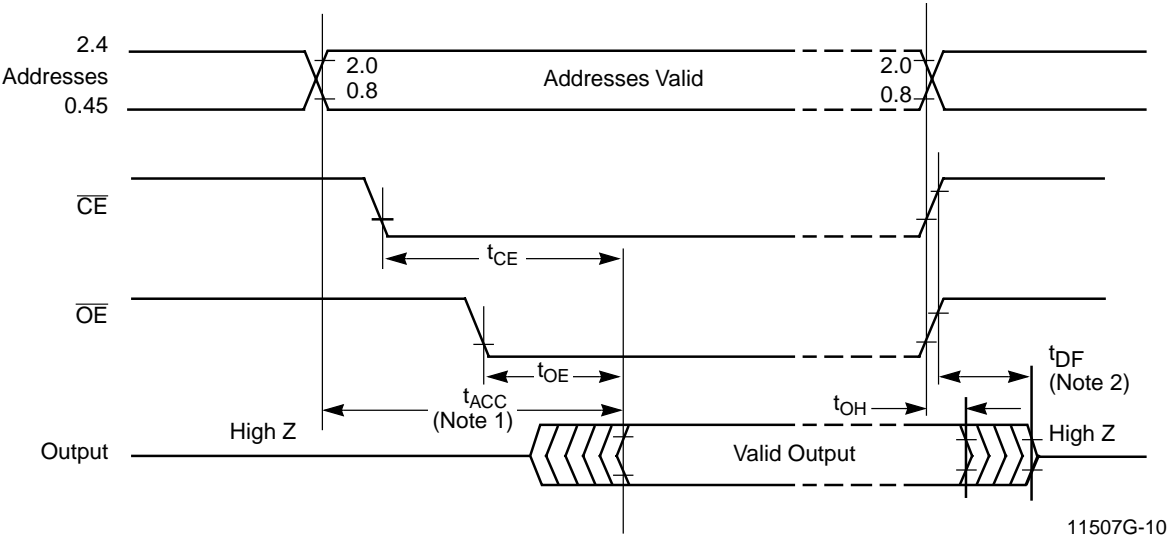 2.4
Addresses
0.45
2.0
0.8
Addresses Valid
2.0
0.8
CE
tCE
OE
tOE
tACC
(Note 1)
tOH
tDF
(Note 2)
Output
High Z
Valid Output
High Z
11507G-10